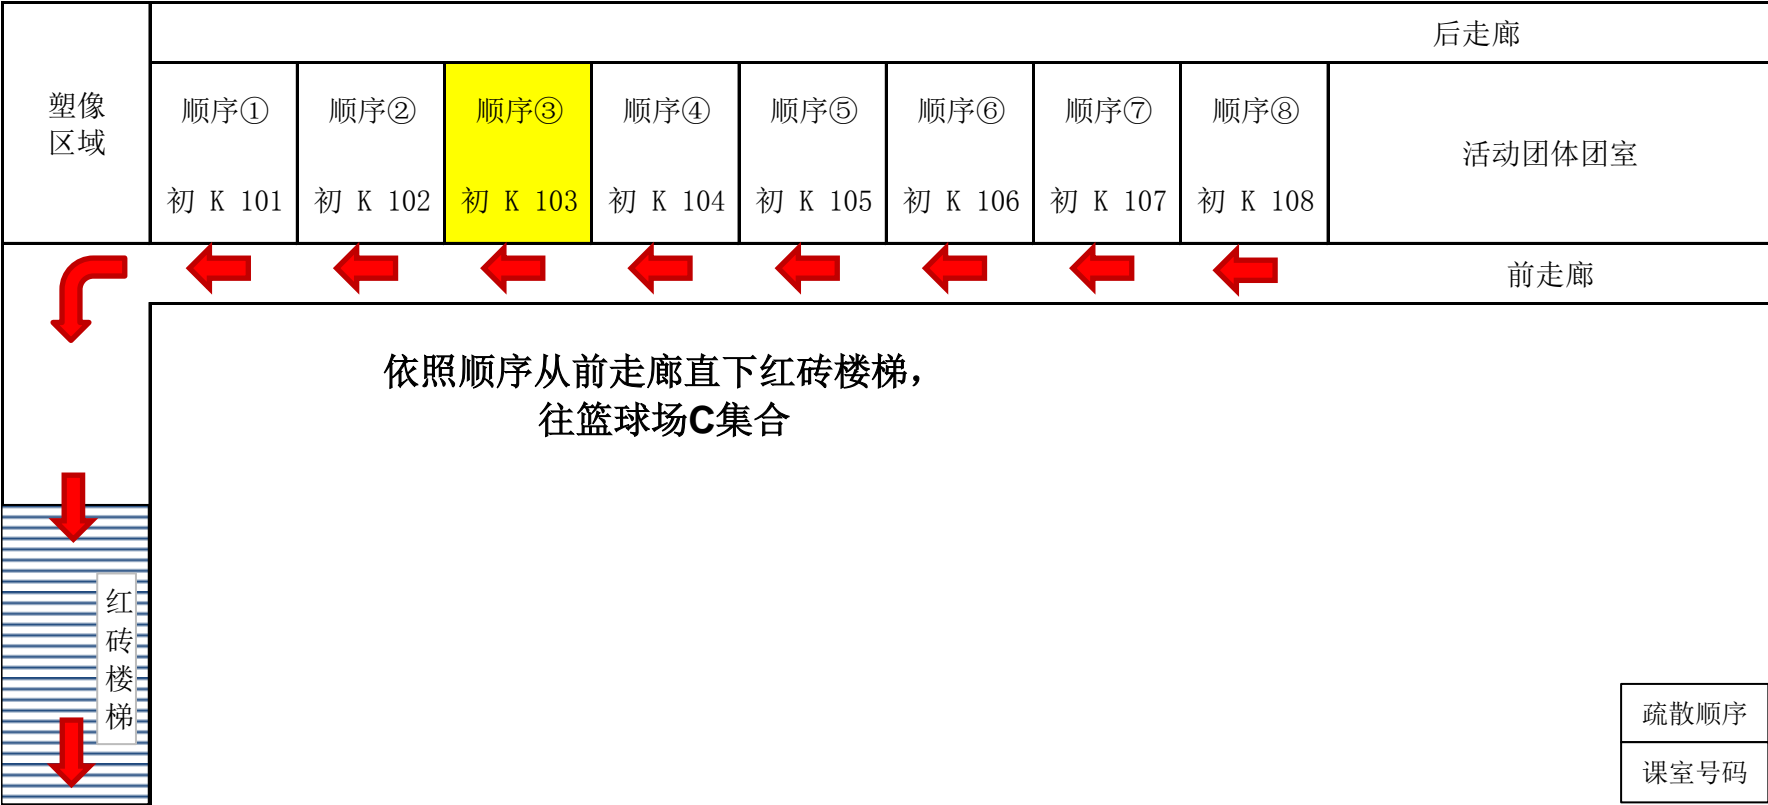 后走廊
塑像
区域
顺序① 顺序② 顺序③ 顺序④ 顺序⑤ 顺序⑥ 顺序⑦ 顺序⑧
初 K 101 初 K 102 初 K 103 初 K 104 初 K 105 初 K 106 初 K 107 初 K 108
活动团体团室
前走廊
依照顺序从前走廊直下红砖楼梯，
往篮球场C集合
红
砖
楼
梯
疏散顺序
课室号码